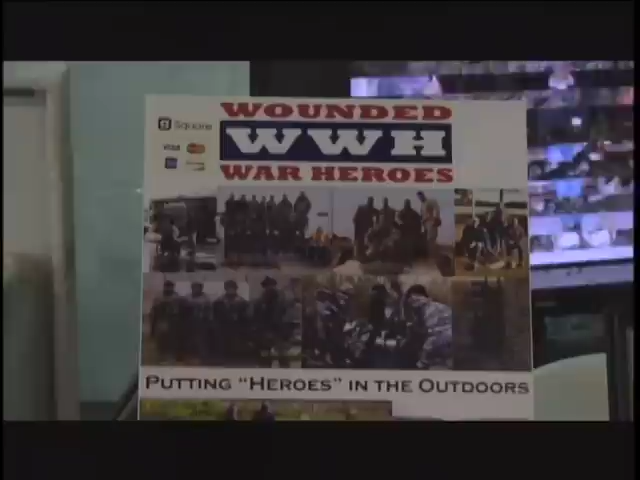 WOUNDED
Square
WWH
VISA
WAR HEROES
PUTTING "HEROES" IN THE OUTDOORS